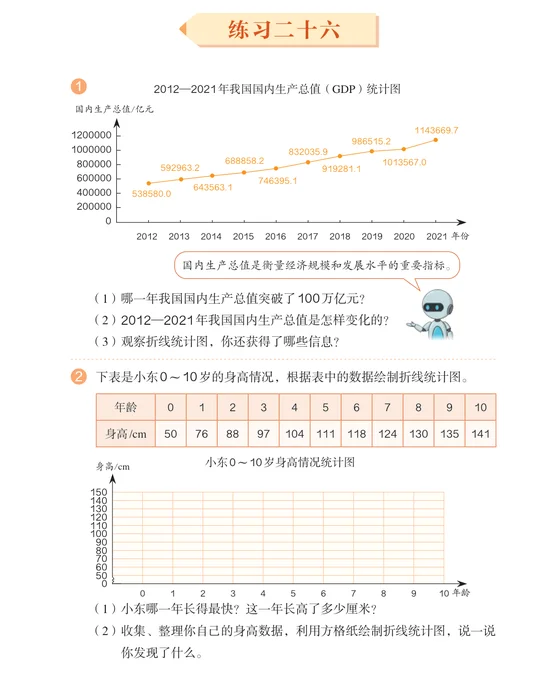 练习二十六
1
2012—2021年我国国内生产总值（GDP）统计图
国内生产总值/亿元
1200000
1000000
800000
600000
400000
200000
0
538580.0
592963.2
643563.1
688858.2
746395.1
832035.9
919281.1
986515.2
1013567.0
1143669.7
2012 2013 2014 2015 2016 2017 2018 2019 2020 2021 年份
国内生产总值是衡量经济规模和发展水平的重要指标。
（1）哪一年我国国内生产总值突破了100万亿元？
（2）2012—2021年我国国内生产总值是怎样变化的？
（3）观察折线统计图，你还获得了哪些信息？
2 下表是小东0～10岁的身高情况，根据表中的数据绘制折线统计图。
年龄 0 1 2 3 4 5 6 7 8 9 10
身高/cm 50 76 88 97 104 111 118 124 130 135 141
小东0～10岁身高情况统计图
身高/cm
150
140
130
120
110
100
90
80
70
60
50
0
0 1 2 3 4 5 6 7 8 9 10 年龄
（1）小东哪一年长得最快？这一年长高了多少厘米？
（2）收集、整理你自己的身高数据，利用方格纸绘制折线统计图，说一说
你发现了什么。